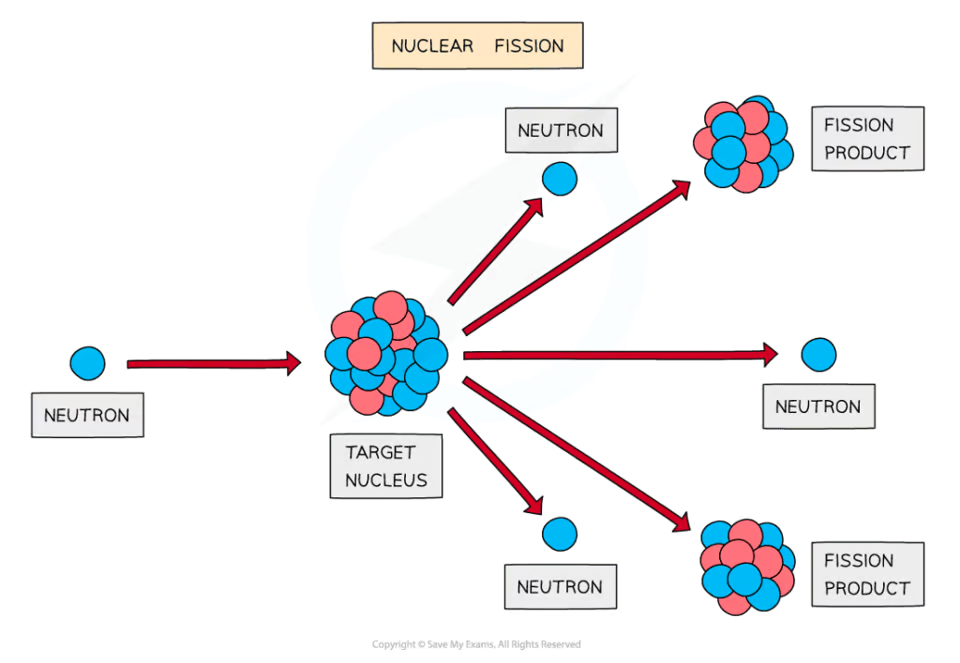 NUCLEAR FISSION
NEUTRON
FISSION
PRODUCT
NEUTRON
TARGET
NUCLEUS
NEUTRON
NEUTRON
FISSION
PRODUCT
Copyright © Save My Exams. All Rights Reserved